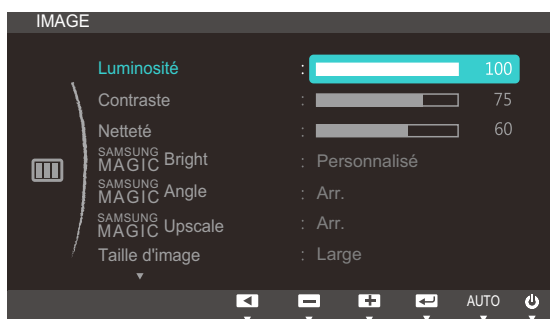 IMAGE
Luminosité : 100
Contraste : 75
Netteté : 60
SAMSUNG MAGIC Bright : Personnalisé
SAMSUNG MAGIC Angle : Arr.
SAMSUNG MAGIC Upscale : Arr.
Taille d'image : Large
AUTO